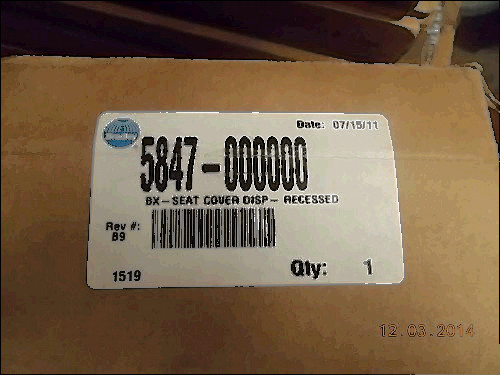 Bradley
Date: 07/15/11
5847-000000
BX-SEAT COVER DISP- RECESSED
Rev #:
B9
1519
Qty: 1
12.03.2014